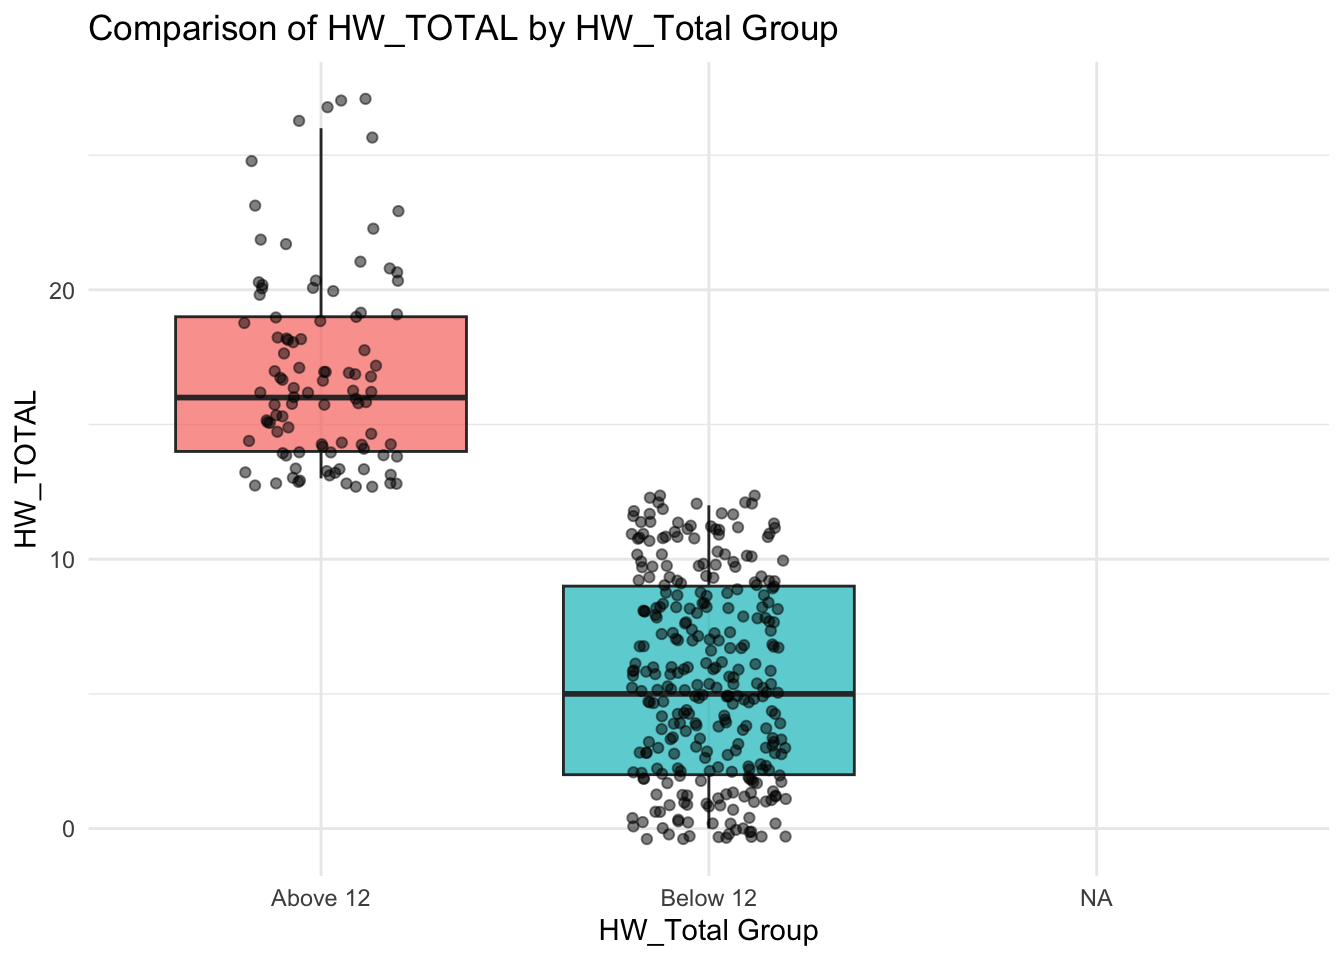 Comparison of HW_TOTAL by HW_Total Group
HW_TOTAL
20
10
0
Above 12
Below 12
NA
HW_Total Group